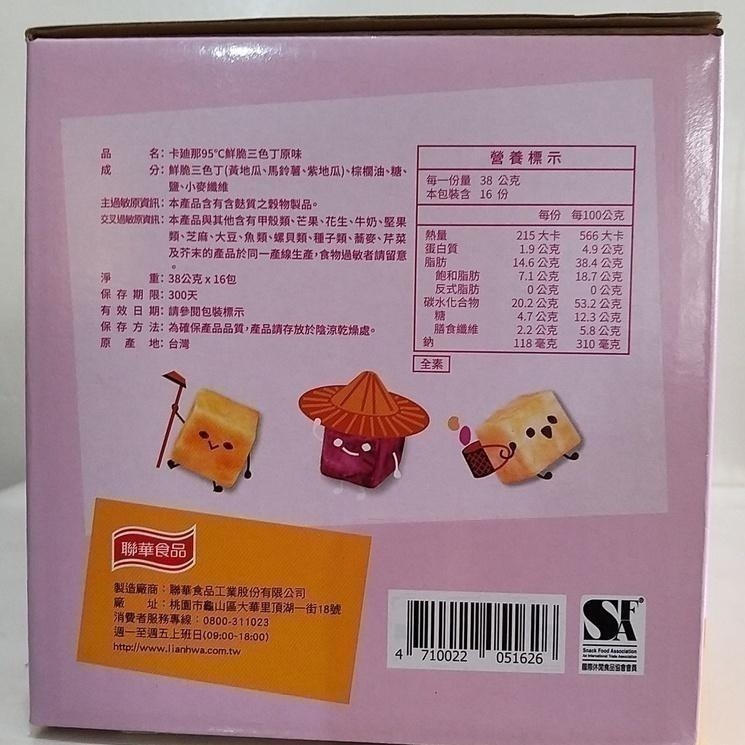 品名：卡廸那95℃鮮脆三色丁原味
成分：鮮脆三色丁(黃地瓜、馬鈴薯、紫地瓜)、棕櫚油、糖、
鹽、小麥纖維
主過敏原資訊：本產品含有含麩質之穀物製品。
交叉過敏原資訊：本產品與其他含有甲殼類、芒果、花生、牛奶、堅果
類、芝麻、大豆、魚類、螺貝類、種子類、蕎麥、芹菜
及芥末的產品於同一產線生產，食物過敏者請留意
。
淨重：38公克 x 16包
保存期限：300天
有效日期：請參閱包裝標示
保存方法：為確保產品品質，產品請存放於陰涼乾燥處。
原產地：台灣
營養標示
每一份量 38 公克
本包裝含 16 份
每份 每100公克
熱量 215 大卡 566 大卡
蛋白質 1.9 公克 4.9 公克
脂肪 14.6 公克 38.4 公克
飽和脂肪 7.1 公克 18.7 公克
反式脂肪 0 公克 0 公克
碳水化合物 20.2 公克 53.2 公克
糖 4.7 公克 12.3 公克
膳食纖維 2.2 公克 5.8 公克
鈉 118 毫克 310 毫克
全素
聯華食品
製造廠商：聯華食品工業股份有限公司
廠址：桃園市龜山區大華里頂湖一街18號
消費者服務專線：0800-311023
週一至週五上班日(09:00-18:00)
http://www.lianhwa.com.tw
4 710022 051626
SFA®
Snack Food Association
An International Trade Association
國際休閒食品協會會員